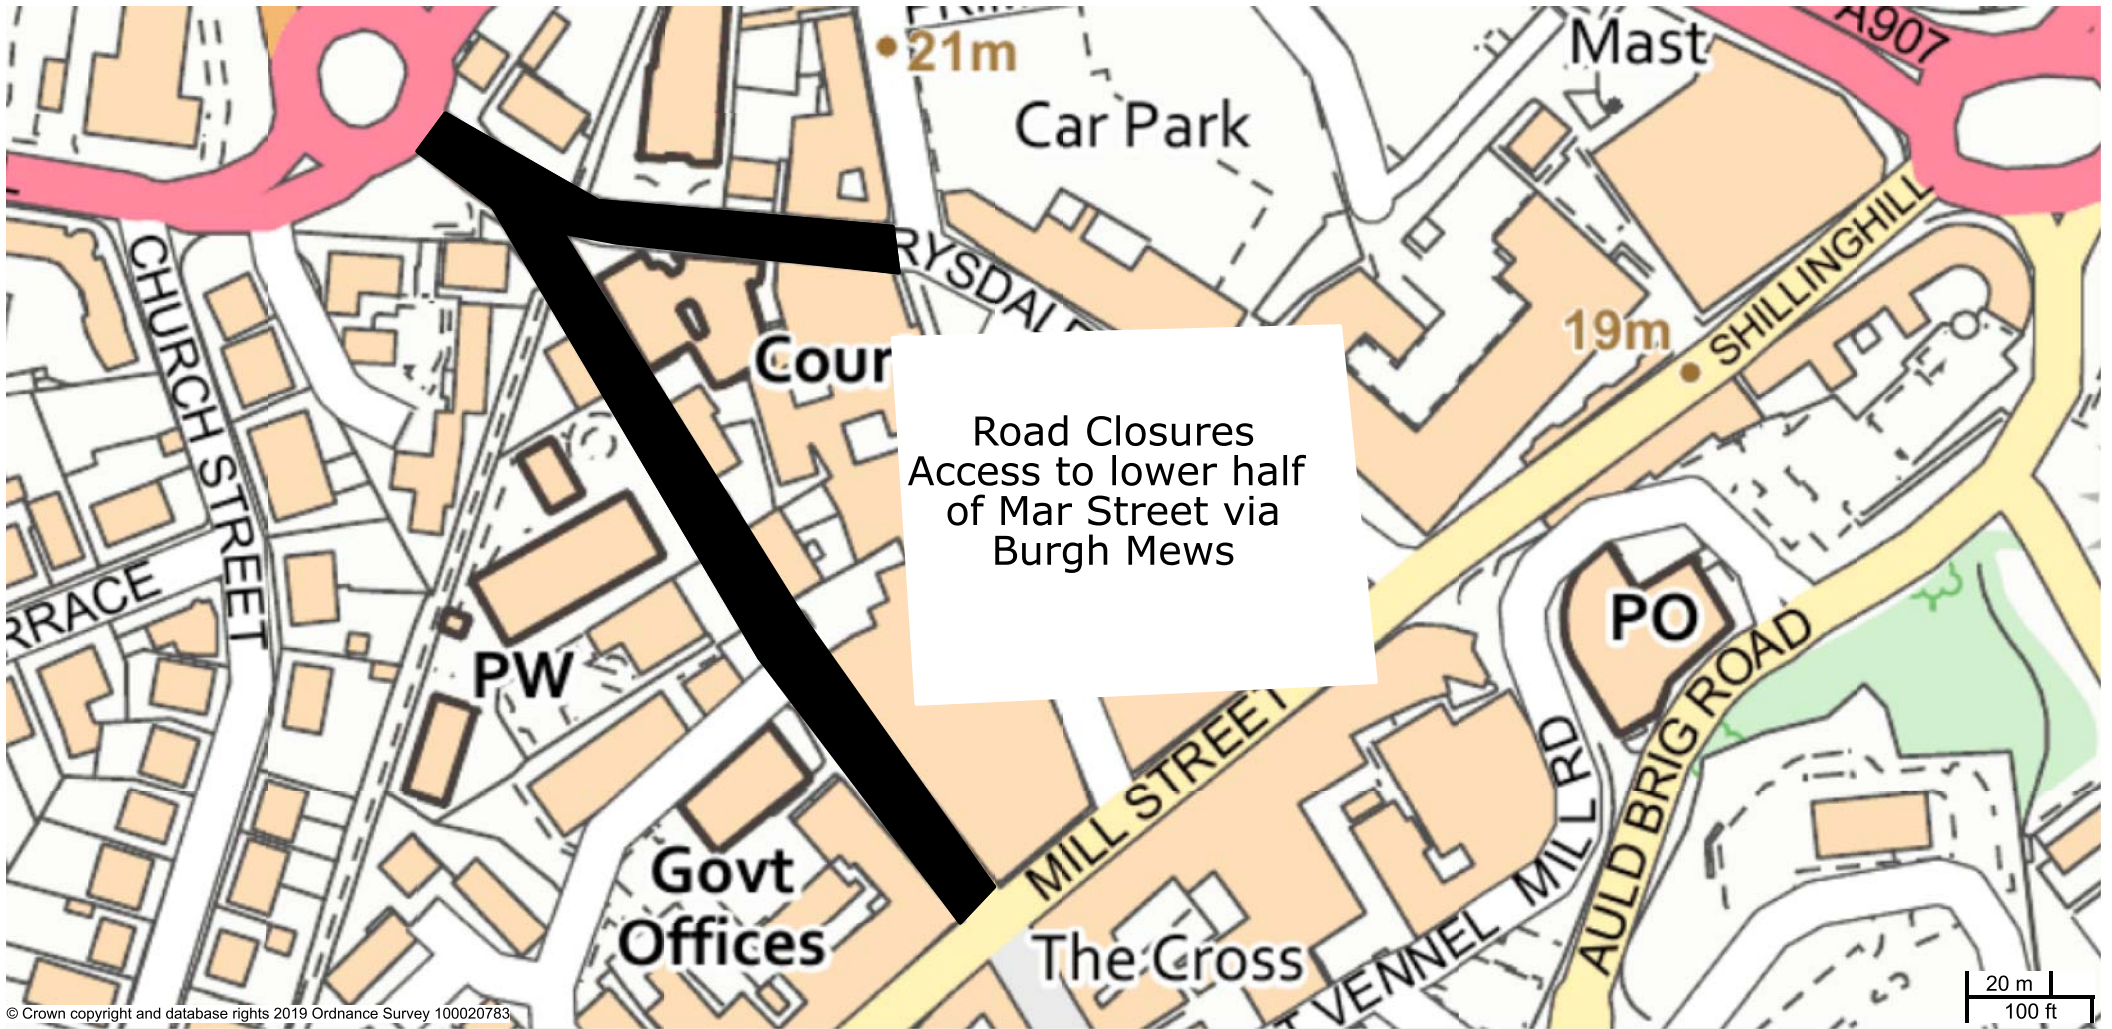 21m
Mast
A907
Car Park
CHURCH STREET
RYSDALE
SHILLINGHILL
19m
Cour
Road Closures
Access to lower half
of Mar Street via
Burgh Mews
RRACE
PO
PW
AULD BRIG ROAD
MILL STREET
MILL RD
Govt
Offices
The Cross
VENNEL
20 m
100 ft
© Crown copyright and database rights 2019 Ordnance Survey 100020783